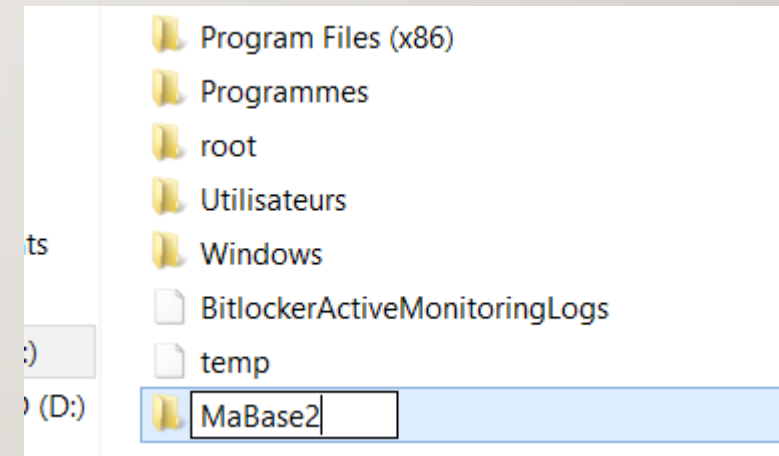 Program Files (x86)
Programmes
root
Utilisateurs
ts
Windows
BitlockerActiveMonitoringLogs
:)
temp
(D:)
MaBase2